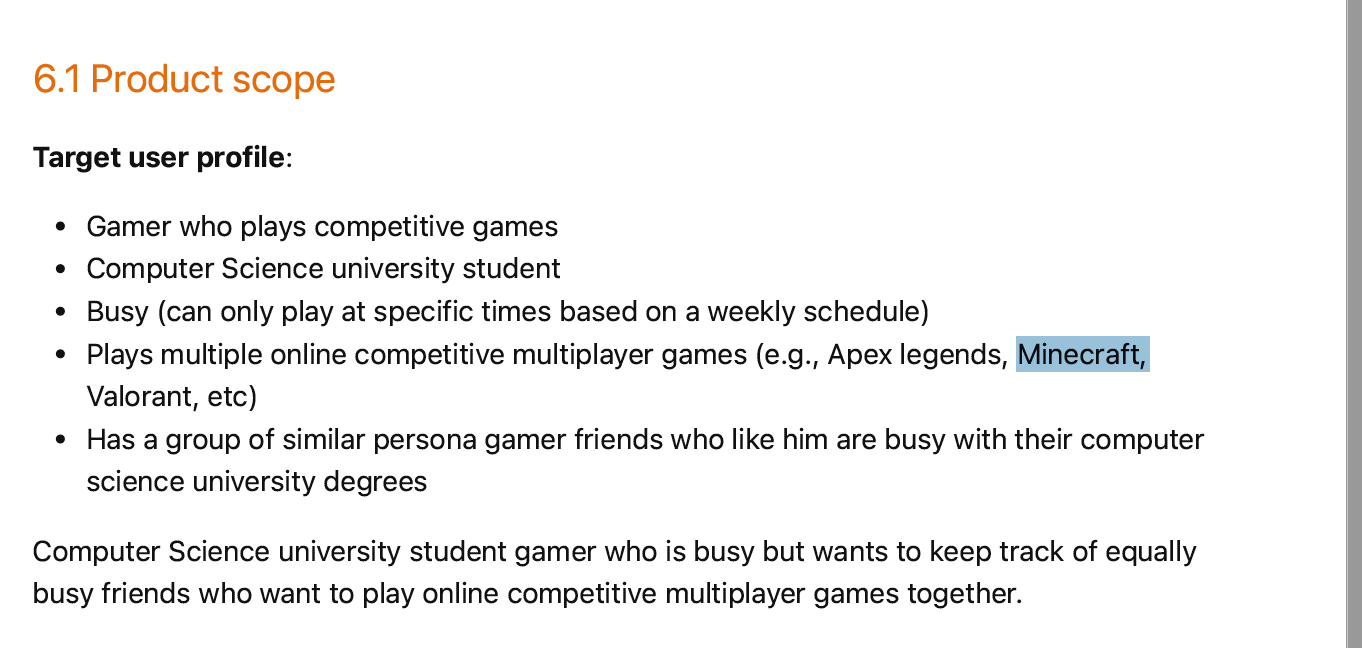 6.1 Product scope
Target user profile:
• Gamer who plays competitive games
• Computer Science university student
• Busy (can only play at specific times based on a weekly schedule)
• Plays multiple online competitive multiplayer games (e.g., Apex legends, Minecraft,
Valorant, etc)
• Has a group of similar persona gamer friends who like him are busy with their computer
science university degrees
Computer Science university student gamer who is busy but wants to keep track of equally
busy friends who want to play online competitive multiplayer games together.